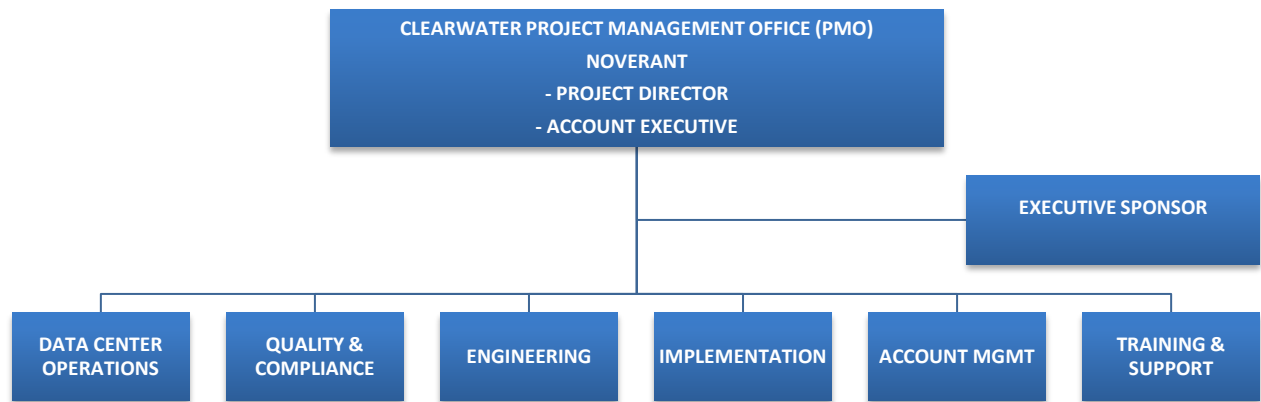 CLEARWATER PROJECT MANAGEMENT OFFICE (PMO)
NOVERANT
- PROJECT DIRECTOR
- ACCOUNT EXECUTIVE
EXECUTIVE SPONSOR
DATA CENTER
OPERATIONS
QUALITY &
COMPLIANCE
ENGINEERING
IMPLEMENTATION
ACCOUNT MGMT
TRAINING &
SUPPORT